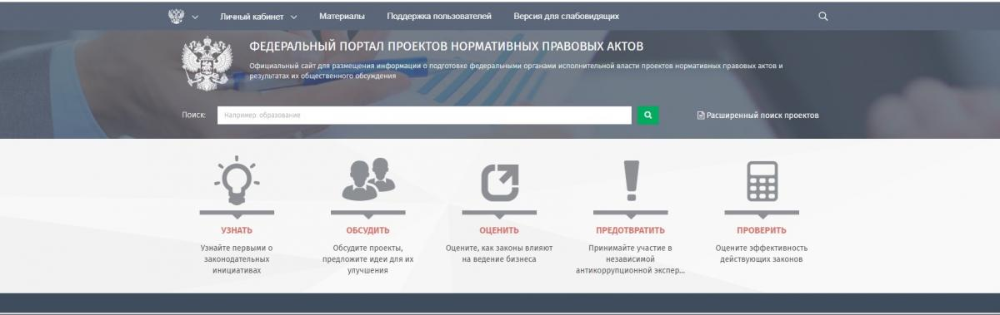 Личный кабинет
Материалы
Поддержка пользователей
Версия для слабовидящих
ФЕДЕРАЛЬНЫЙ ПОРТАЛ ПРОЕКТОВ НОРМАТИВНЫХ ПРАВОВЫХ АКТОВ
Официальный сайт для размещения информации о подготовке федеральными органами исполнительной власти проектов нормативных правовых актов и
результатах их общественного обсуждения
Поиск:
Например: образование
Расширенный поиск проектов
УЗНАТЬ
Узнайте первыми о
законодательных
инициативах
ОБСУДИТЬ
Обсудите проекты,
предложите идеи для их
улучшения
ОЦЕНИТЬ
Оцените, как законы влияют
на ведение бизнеса
ПРЕДОТВРАТИТЬ
Принимайте участие в
независимой
антикоррупционной экспер...
ПРОВЕРИТЬ
Оцените эффективность
действующих законов